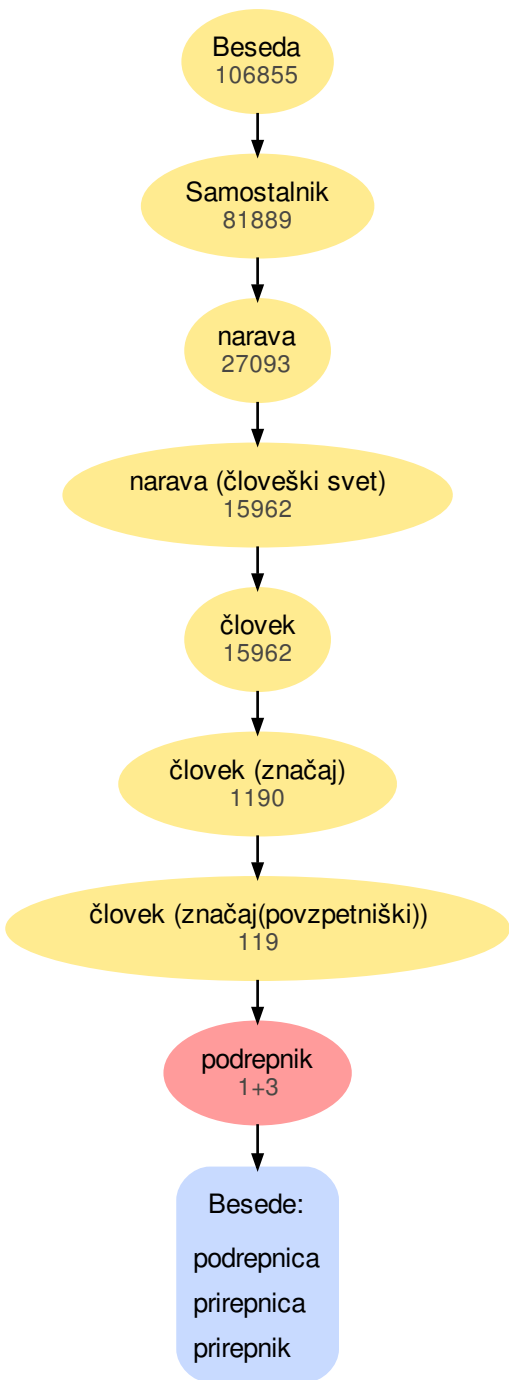 Beseda
106855
Samostalnik
81889
narava
27093
narava (človeški svet)
15962
človek
15962
človek (značaj)
1190
človek (značaj(povzpetniški))
119
podrepnik
1+3
Besede:
podrepnica
prirepnica
prirepnik